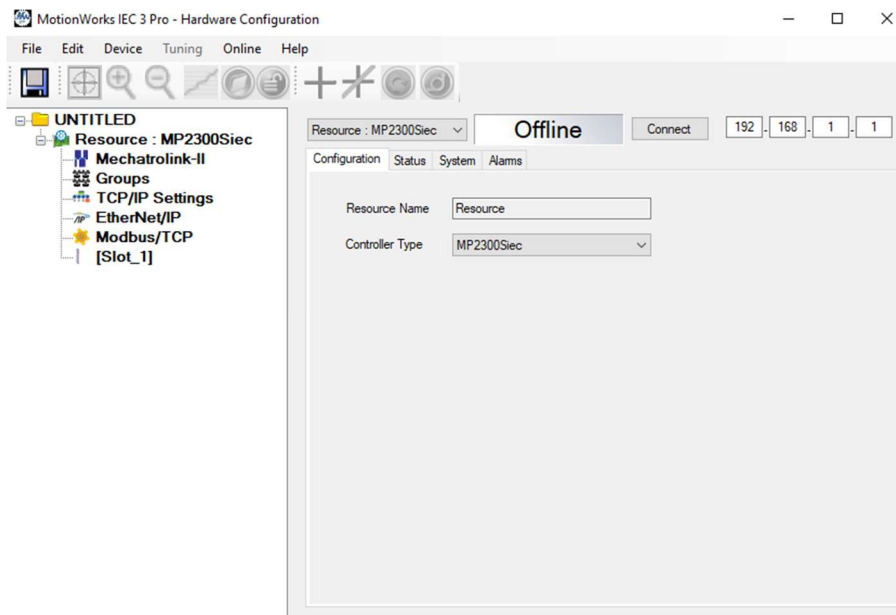 MotionWorks IEC 3 Pro - Hardware Configuration
File Edit Device Tuning Online Help
UNTITLED
Resource : MP2300Siec
Mechatrolink-II
Groups
TCP/IP Settings
EtherNet/IP
Modbus/TCP
[Slot_1]
Resource : MP2300Siec Offline Connect 192 . 168 . 1 . 1
Configuration Status System Alarms
Resource Name Resource
Controller Type MP2300Siec